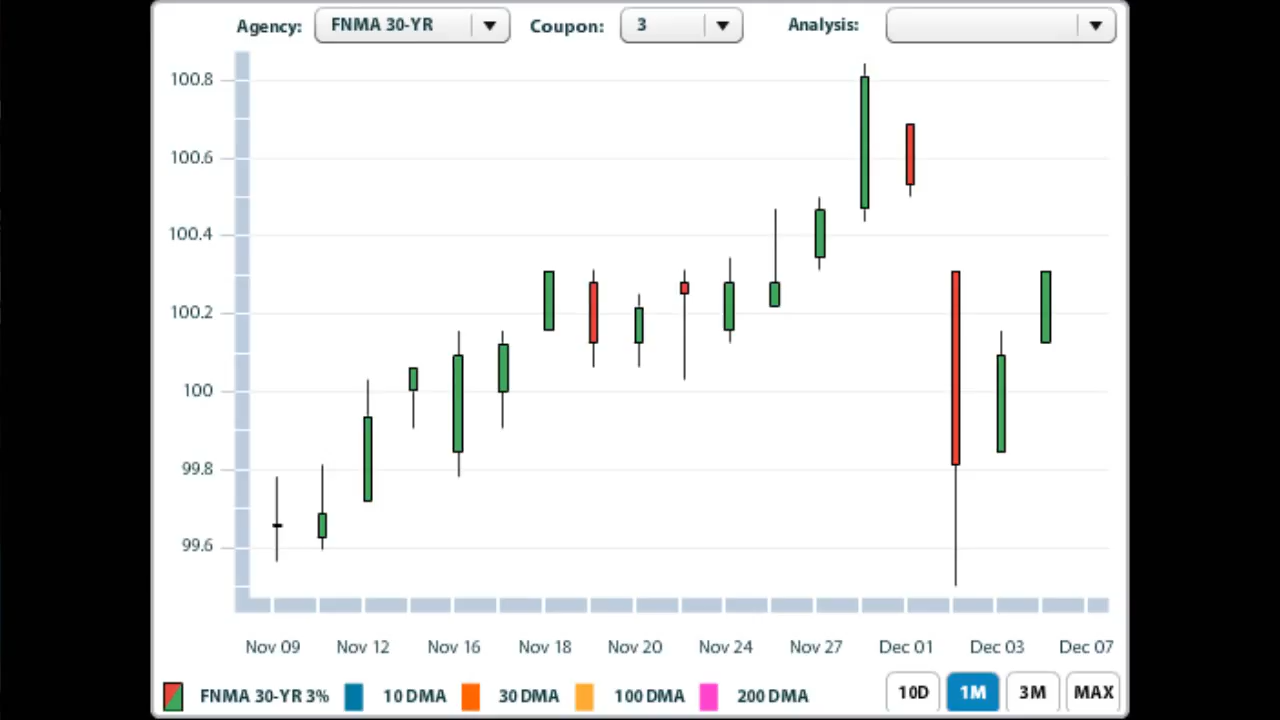 Agency: FNMA 30-YR Coupon: 3 Analysis:
100.8
100.6
100.4
100.2
100
99.8
99.6
Nov 09 Nov 12 Nov 16 Nov 18 Nov 20 Nov 24 Nov 27 Dec 01 Dec 03 Dec 07
FNMA 30-YR 3% 10 DMA 30 DMA 100 DMA 200 DMA 10D 1M 3M MAX